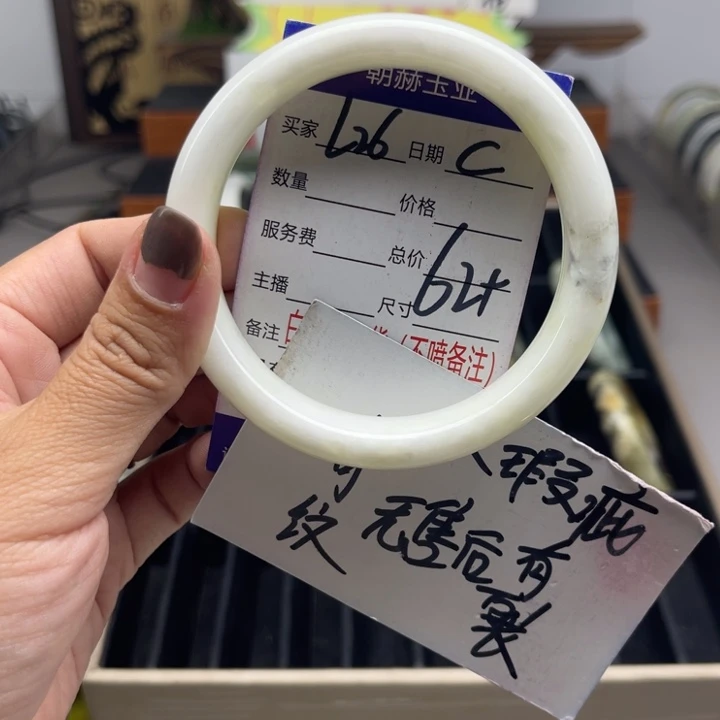 朝赫玉业
买家 L26 日期 C
数量 价格
服务费 总价
主播 尺寸 62+
备注 (不喷备注)
瑕疵
纹 无售后有
裂